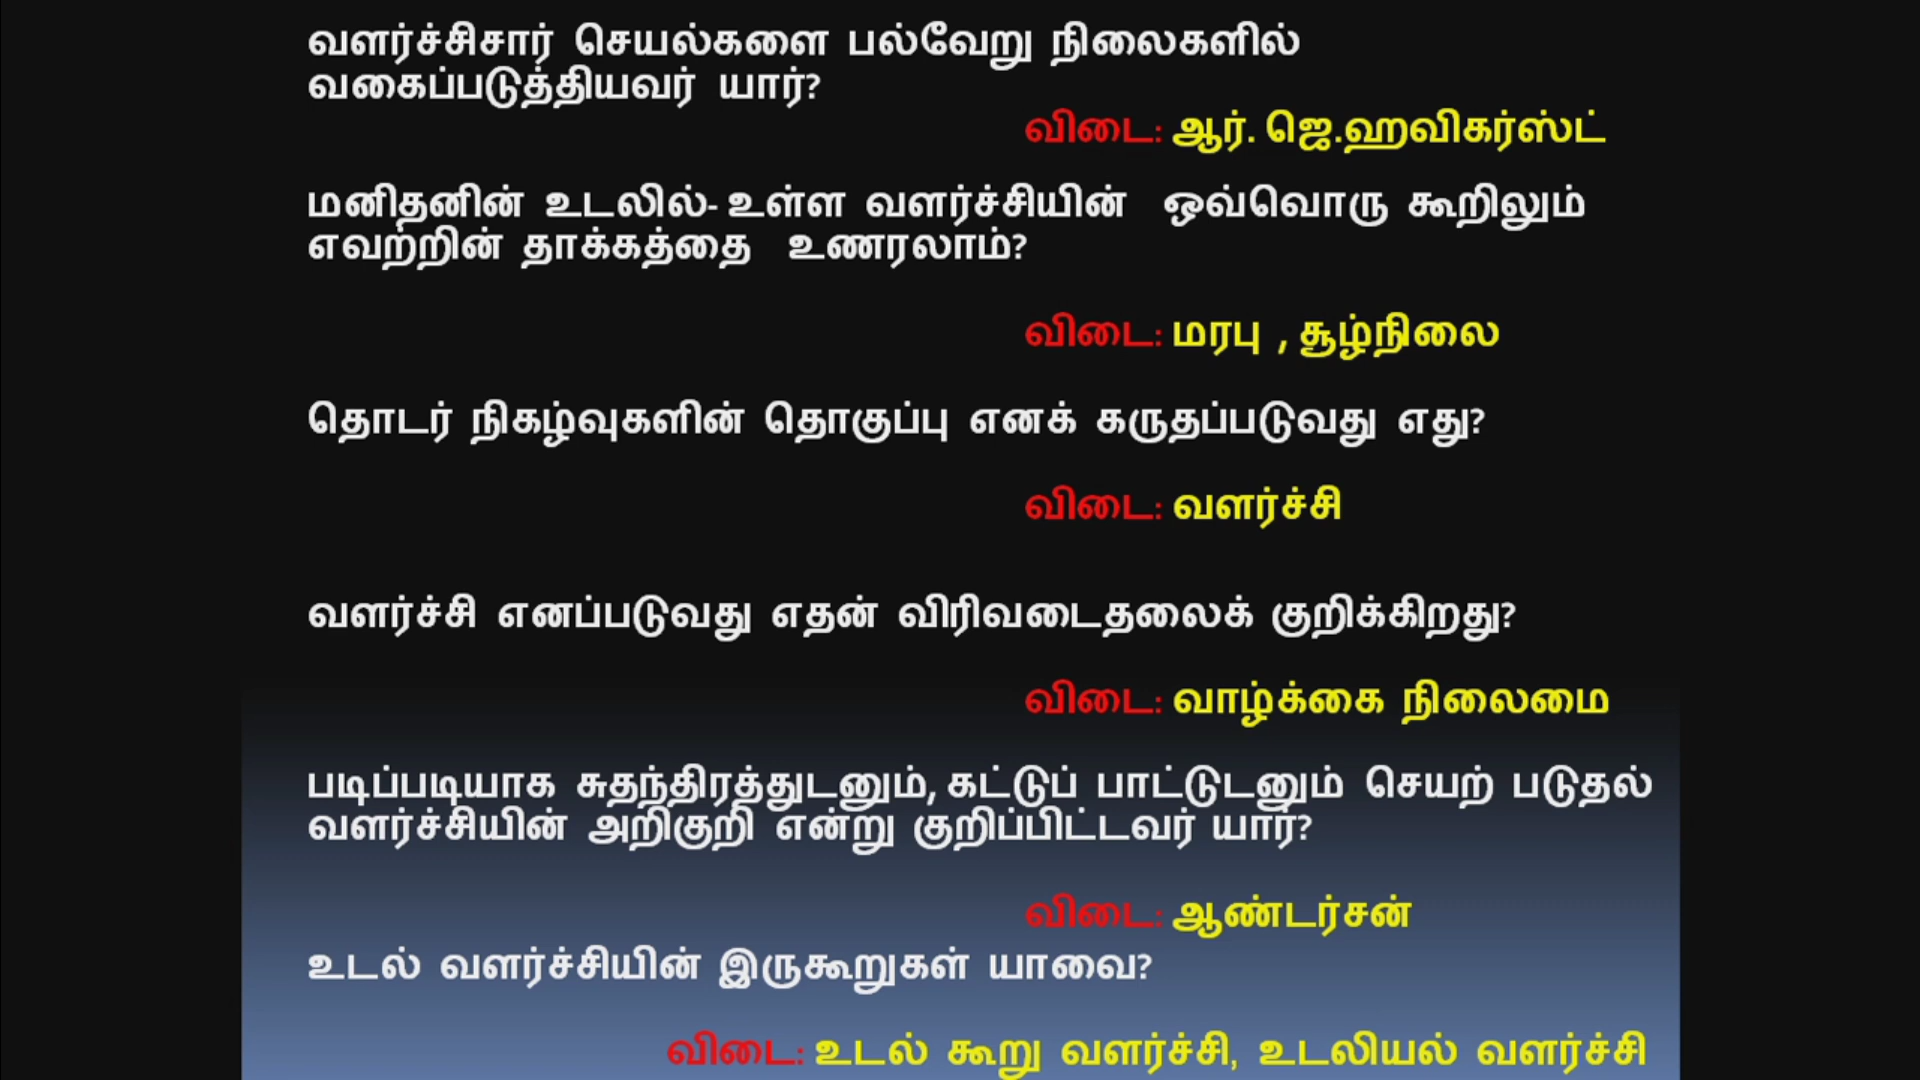 வளர்ச்சிசார் செயல்களை பல்வேறு நிலைகளில்
வகைப்படுத்தியவர் யார்?
விடை: ஆர். ஜெ.ஹவிகர்ஸ்ட்
மனிதனின் உடலில்- உள்ள வளர்ச்சியின் ஒவ்வொரு கூறிலும்
எவற்றின் தாக்கத்தை உணரலாம்?
விடை: மரபு , சூழ்நிலை
தொடர் நிகழ்வுகளின் தொகுப்பு எனக் கருதப்படுவது எது?
விடை: வளர்ச்சி
வளர்ச்சி எனப்படுவது எதன் விரிவடைதலைக் குறிக்கிறது?
விடை: வாழ்க்கை நிலைமை
படிப்படியாக சுதந்திரத்துடனும், கட்டுப் பாட்டுடனும் செயற் படுதல்
வளர்ச்சியின் அறிகுறி என்று குறிப்பிட்டவர் யார்?
விடை: ஆண்டர்சன்
உடல் வளர்ச்சியின் இருகூறுகள் யாவை?
விடை: உடல் கூறு வளர்ச்சி, உடலியல் வளர்ச்சி